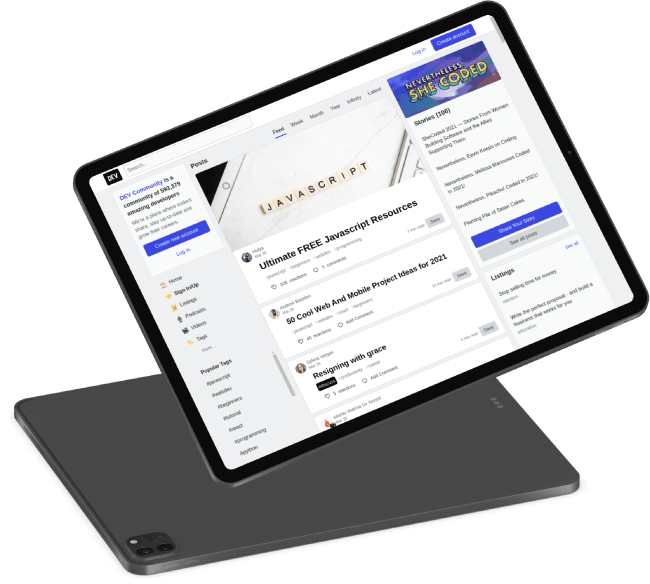 DEV
Search...
Log in
Create account
DEV Community is a
community of 593,379
amazing developers
We're a place where coders
share, stay up-to-date and
grow their careers.
Create new account
Log in
Home
Sign In/Up
Listings
Podcasts
Videos
Tags
More...
Popular Tags
#javascript
#webdev
#beginners
#tutorial
#react
#programming
#python
Posts
Feed
Week
Month
Year
Infinity
Latest
JAVASCRIPT
Ultimate FREE Javascript Resources
#javascript #beginners #webdev #programming
reactions
comments
Save
50 Cool Web And Mobile Project Ideas for 2021
#javascript #webdev #react #beginners
reactions
Add Comment
Save
Resigning with grace
#productivity #career
5 reactions
Add Comment
Save
NEVERTHELESS,
SHE CODED
Stories
SheCoded 2021 — Stories From Women
Building Software and the Allies
Supporting Them
Nevertheless, Even Keeps on Coding
Nevertheless, Melissa Coded
in 2021!
Nevertheless, Pikachu Coded in 2021!
Flaming Pile of Satan Cakes
Share Your Story
See all posts
Listings
See all
Stop selling time for money
Write the perfect proposal - and build a
business that works for you
education